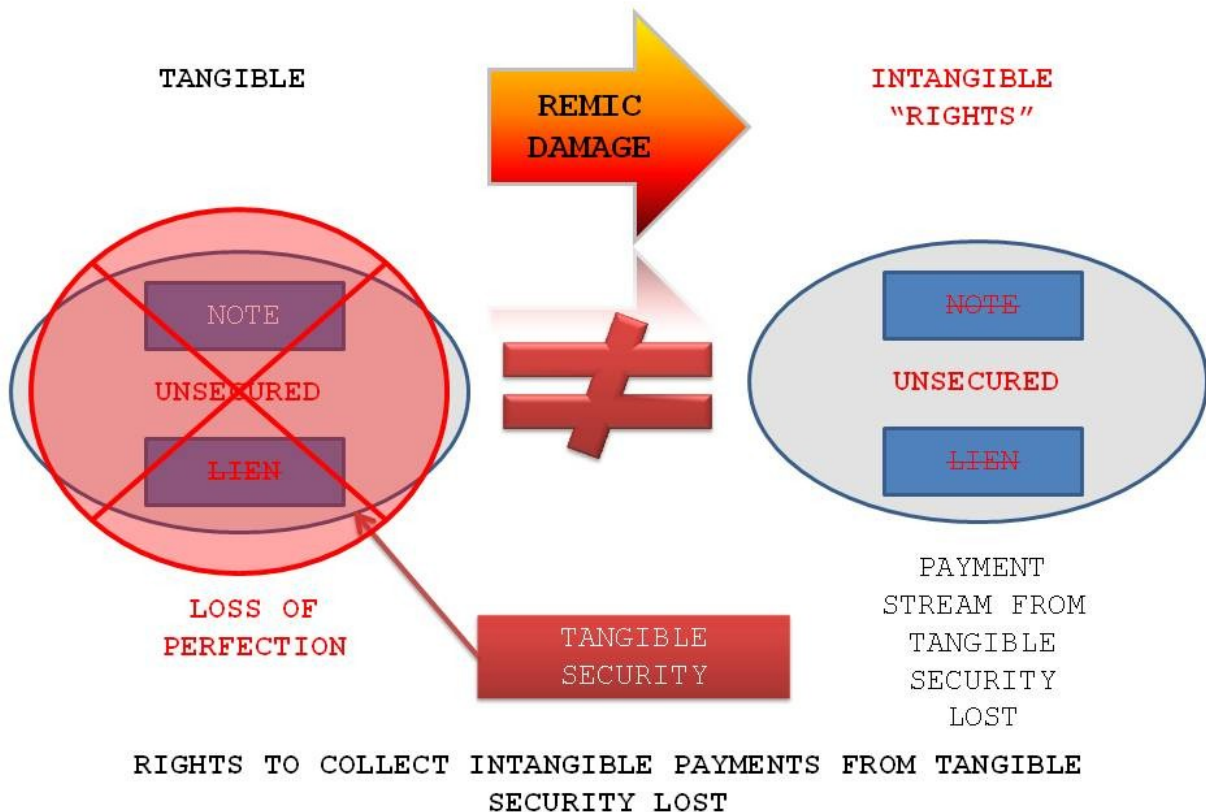 TANGIBLE
REMIC
DAMAGE
INTANGIBLE
“RIGHTS”
NOTE
UNSECURED
LIEN
LOSS OF
PERFECTION
TANGIBLE
SECURITY
NOTE
UNSECURED
LIEN
PAYMENT
STREAM FROM
TANGIBLE
SECURITY
LOST
RIGHTS TO COLLECT INTANGIBLE PAYMENTS FROM TANGIBLE
SECURITY LOST